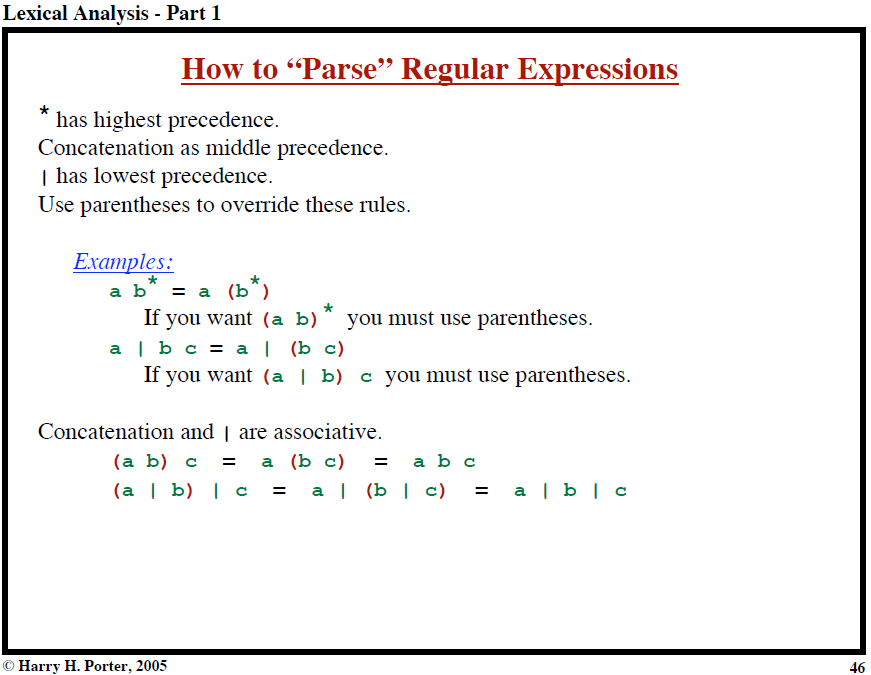 Lexical Analysis - Part 1
How to “Parse” Regular Expressions
* has highest precedence.
Concatenation as middle precedence.
| has lowest precedence.
Use parentheses to override these rules.
Examples:
a b* = a (b*)
If you want (a b)* you must use parentheses.
a | b c = a | (b c)
If you want (a | b) c you must use parentheses.
Concatenation and | are associative.
(a b) c = a (b c) = a b c
(a | b) | c = a | (b | c) = a | b | c
© Harry H. Porter, 2005
46